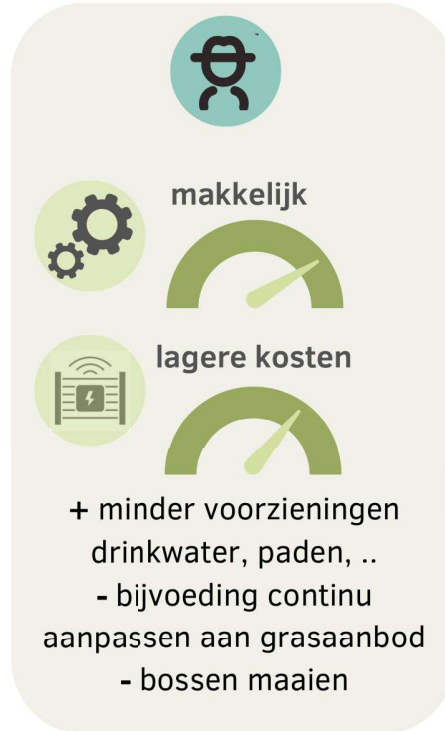 makkelijk
lagere kosten
+ minder voorzieningen
drinkwater, paden, ..
- bijvoeding continu
aanpassen aan grasaanbod
- bossen maaien